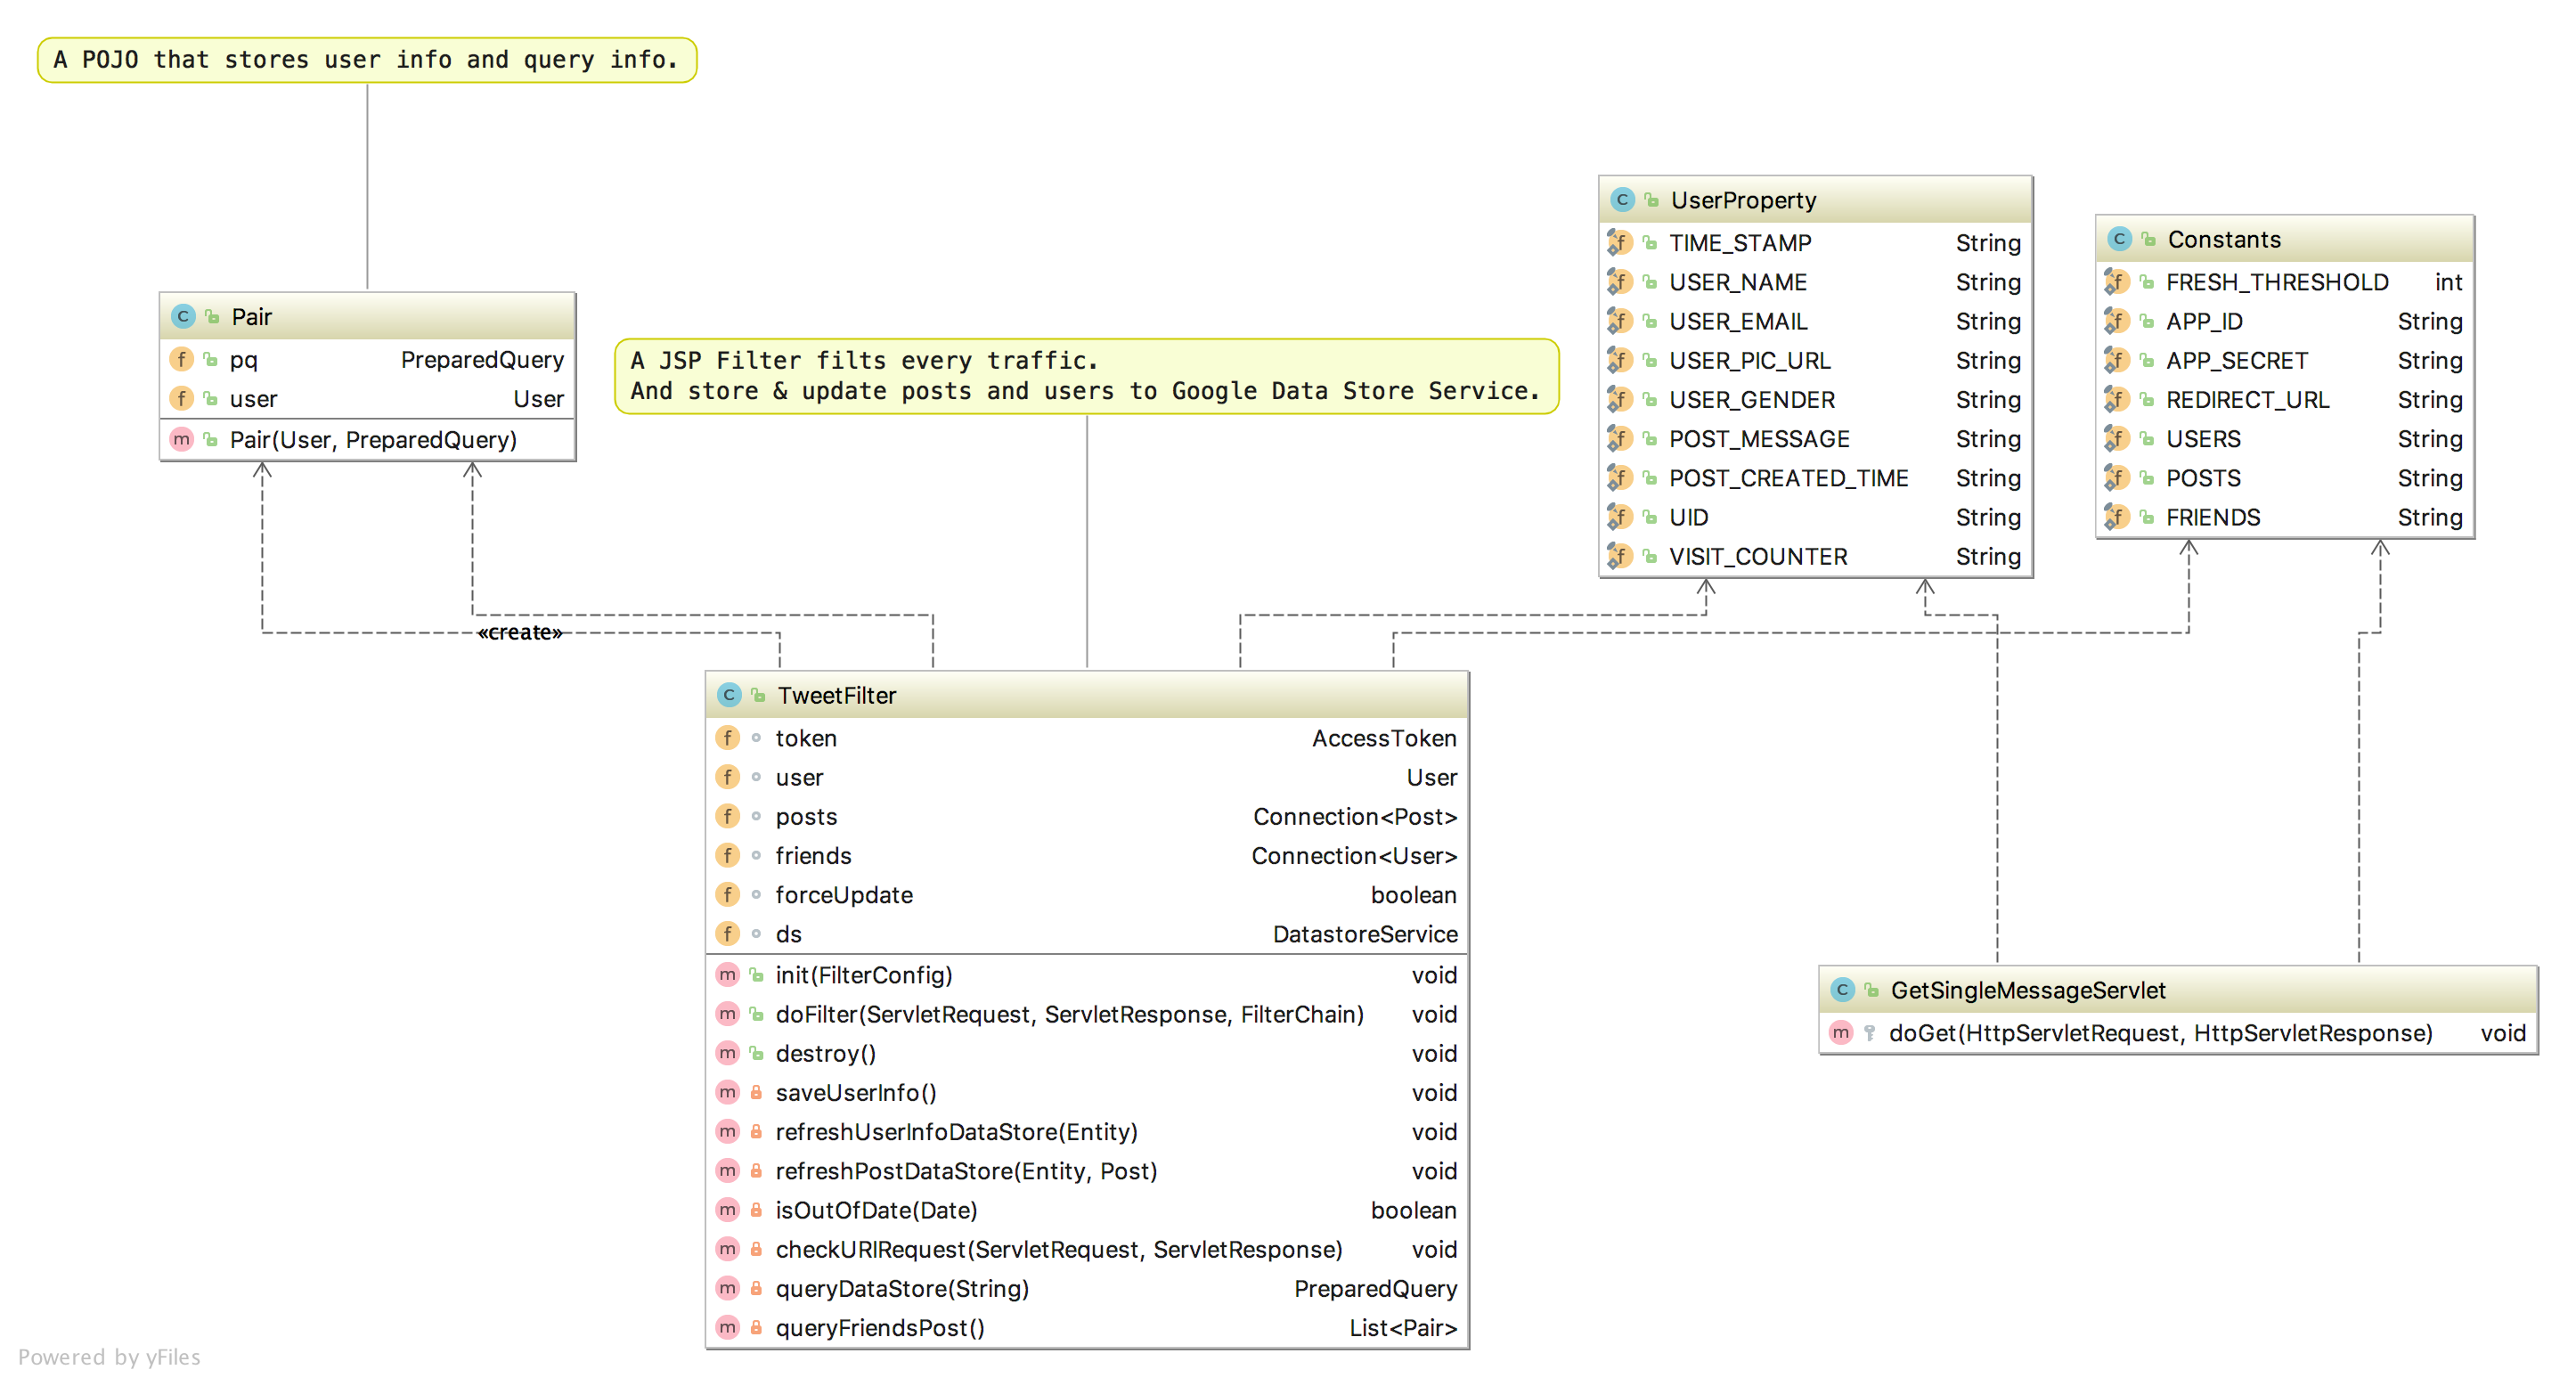 A POJO that stores user info and query info.
Pair
pq PreparedQuery
user User
Pair(User, PreparedQuery)
A JSP Filter filts every traffic.
And store & update posts and users to Google Data Store Service.
UserProperty
TIME_STAMP String
USER_NAME String
USER_EMAIL String
USER_PIC_URL String
USER_GENDER String
POST_MESSAGE String
POST_CREATED_TIME String
UID String
VISIT_COUNTER String
Constants
FRESH_THRESHOLD int
APP_ID String
APP_SECRET String
REDIRECT_URL String
USERS String
POSTS String
FRIENDS String
«create»
TweetFilter
token AccessToken
user User
posts Connection<Post>
friends Connection<User>
forceUpdate boolean
ds DatastoreService
init(FilterConfig) void
doFilter(ServletRequest, ServletResponse, FilterChain) void
destroy() void
saveUserInfo() void
refreshUserInfoDataStore(Entity) void
refreshPostDataStore(Entity, Post) void
isOutOfDate(Date) boolean
checkURIRequest(ServletRequest, ServletResponse) void
queryDataStore(String) PreparedQuery
queryFriendsPost() List<Pair>
GetSingleMessageServlet
doGet(HttpServletRequest, HttpServletResponse) void
Powered by yFiles